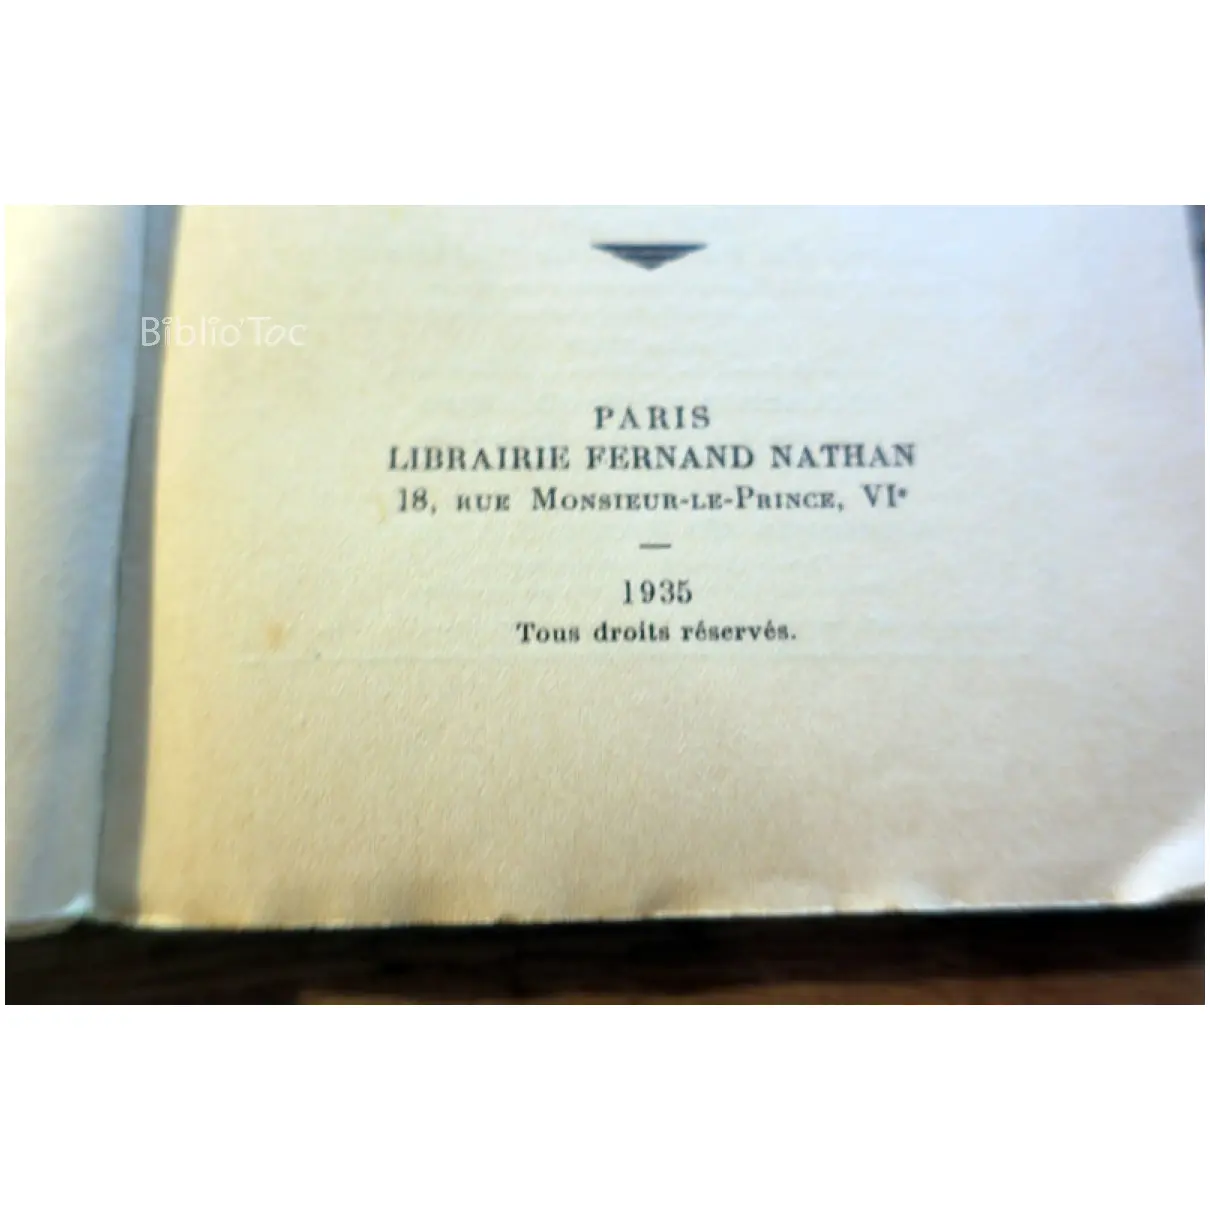 Biblio'Toc
PARIS
LIBRAIRIE FERNAND NATHAN
18, RUE MONSIEUR-LE-PRINCE, VIe
—
1935
Tous droits réservés.